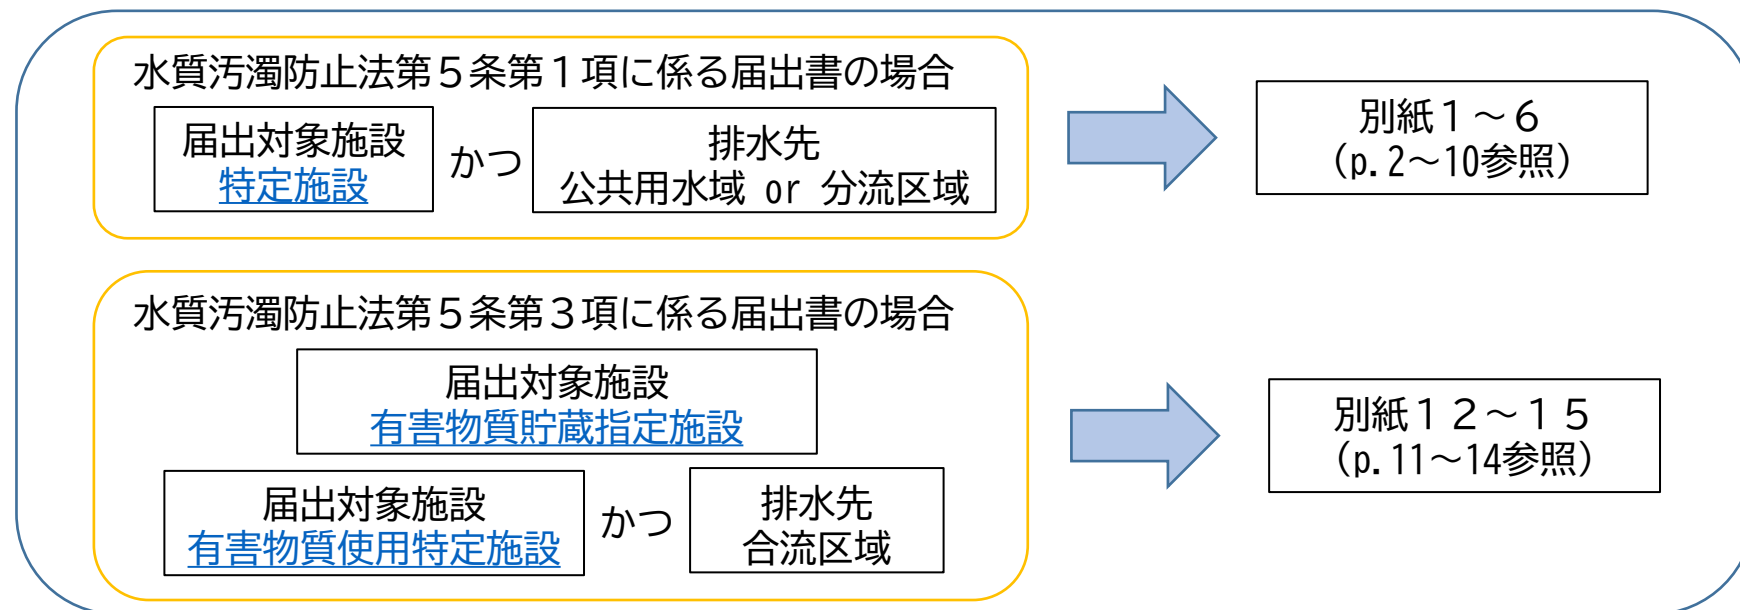 水質汚濁防止法第５条第１項に係る届出書の場合
届出対象施設
特定施設
かつ
排水先
公共用水域 or 分流区域
別紙１～６
（p.2～10参照）
水質汚濁防止法第５条第３項に係る届出書の場合
届出対象施設
有害物質貯蔵指定施設
届出対象施設
有害物質使用特定施設
かつ
排水先
合流区域
別紙１２～１５
（p.11～14参照）